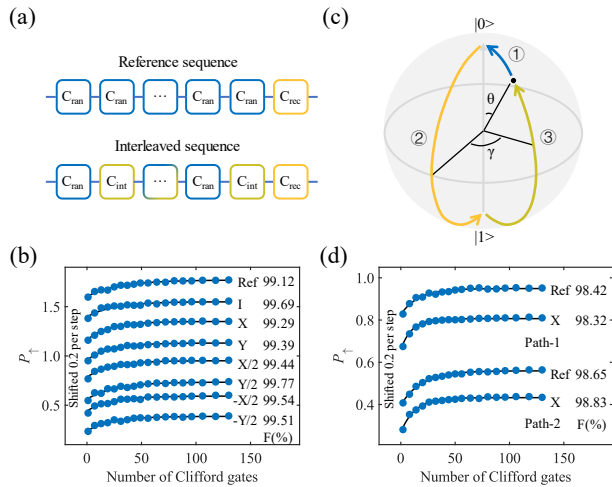 (a)
Reference sequence
C_ran C_ran ... C_ran C_ran C_rec
Interleaved sequence
C_ran C_int ... C_ran C_int C_rec
(b)
P↑
Shifted 0.2 per step
1.5
1.0
0.5
Ref 99.12
I 99.69
X 99.29
Y 99.39
X/2 99.44
Y/2 99.77
-X/2 99.54
-Y/2 99.51
F(%)
0 50 100 150
Number of Clifford gates
(c)
|0>
①
θ
②
③
γ
|1>
(d)
P↑
Shifted 0.2 per step
1.0
0.8
0.6
0.4
Ref 98.42
X 98.32
Path-1
Ref 98.65
X 98.83
Path-2 F(%)
0 50 100 150
Number of Clifford gates